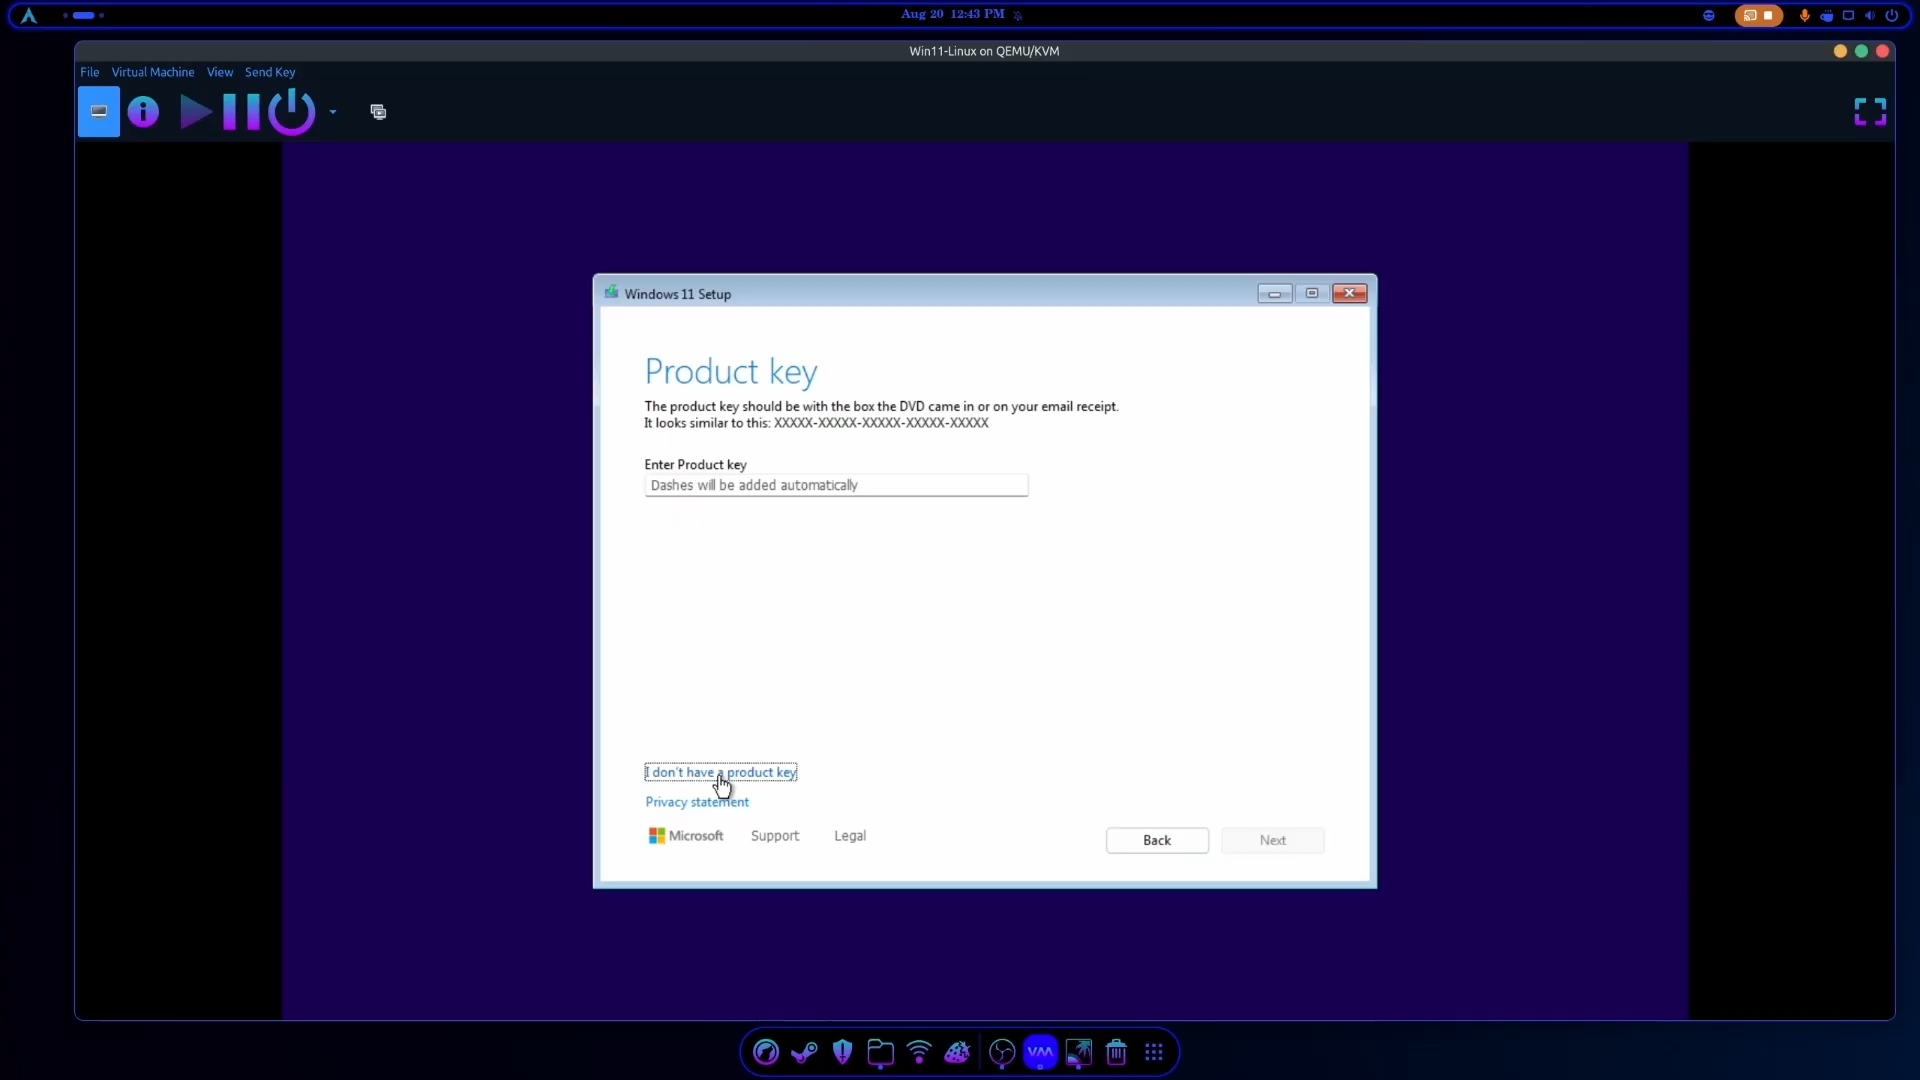 Aug 20 12:43 PM
Win11-Linux on QEMU/KVM
File Virtual Machine View Send Key
Windows 11 Setup
Product key
The product key should be with the box the DVD came in or on your email receipt.
It looks similar to this: XXXXX-XXXXX-XXXXX-XXXXX-XXXXX
Enter Product key
Dashes will be added automatically
I don't have a product key
Privacy statement
Microsoft Support Legal
Back Next
VM